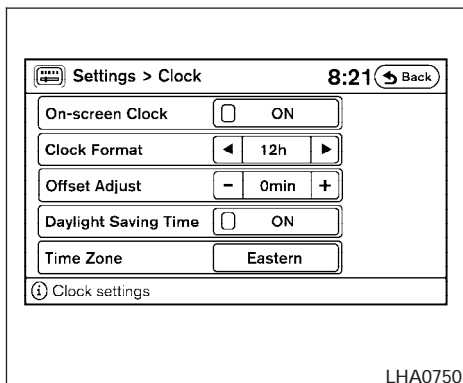 Settings > Clock 8:21 Back
On-screen Clock ON
Clock Format ◄ 12h ►
Offset Adjust - 0min +
Daylight Saving Time ON
Time Zone Eastern
i Clock settings
LHA0750